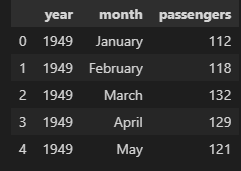 year month passengers
0 1949 January 112
1 1949 February 118
2 1949 March 132
3 1949 April 129
4 1949 May 121